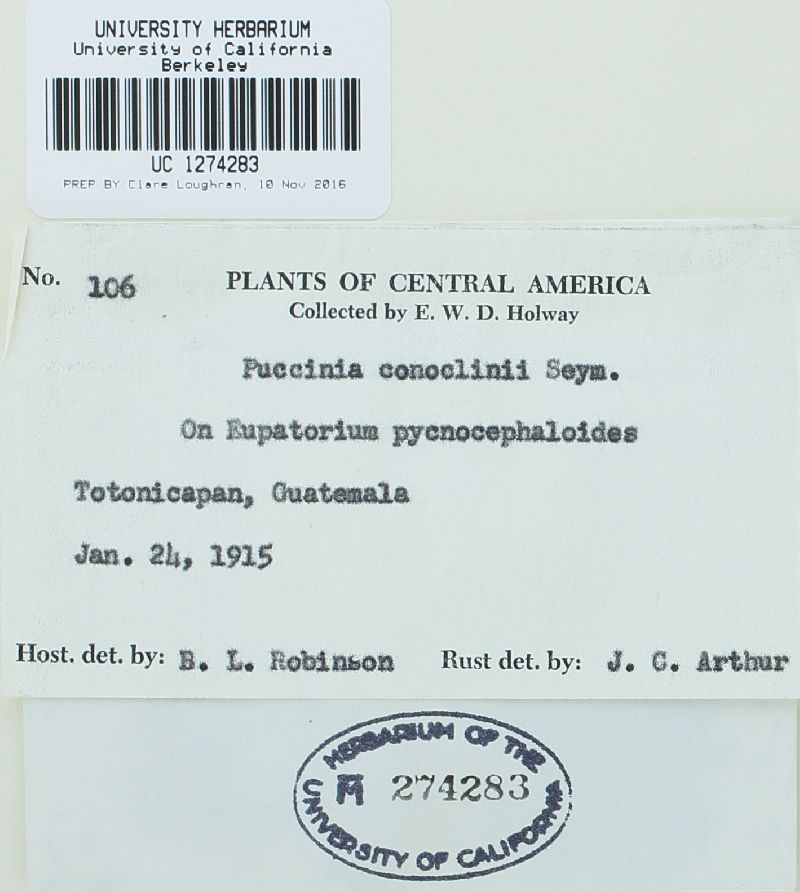 UNIVERSITY HERBARIUM
University of California
Berkeley
UC 1274283
PREP BY Clare Loughran, 10 Nov 2016
No. 106 PLANTS OF CENTRAL AMERICA
Collected by E. W. D. Holway
Puccinia conoclinii Seym.
On Eupatorium pycnocephaloides
Totonicapan, Guatemala
Jan. 24, 1915
Host. det. by: B. L. Robinson Rust det. by: J. C. Arthur
HERBARIUM OF THE
M 274283
UNIVERSITY OF CALIFORNIA